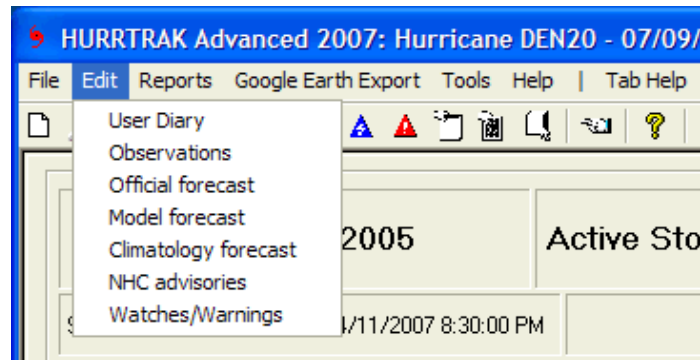 HURRTRAK Advanced 2007: Hurricane DEN20 - 07/09/
File Edit Reports Google Earth Export Tools Help | Tab Help
User Diary
Observations
Official forecast
Model forecast
Climatology forecast
NHC advisories
Watches/Warnings
2005
Active Sto
/11/2007 8:30:00 PM